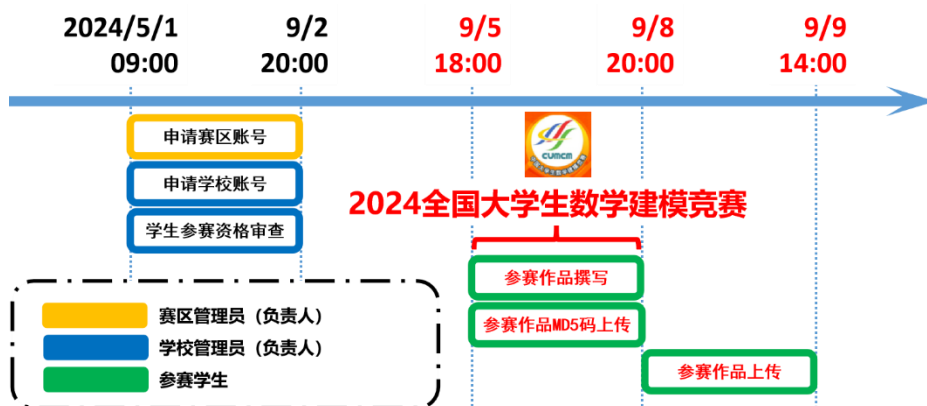 2024/5/1 9/2 9/5 9/8 9/9
09:00 20:00 18:00 20:00 14:00
申请赛区账号
CUMCM
申请学校账号
2024全国大学生数学建模竞赛
学生参赛资格审查
参赛作品撰写
赛区管理员（负责人）
参赛作品MD5码上传
学校管理员（负责人）
参赛作品上传
参赛学生